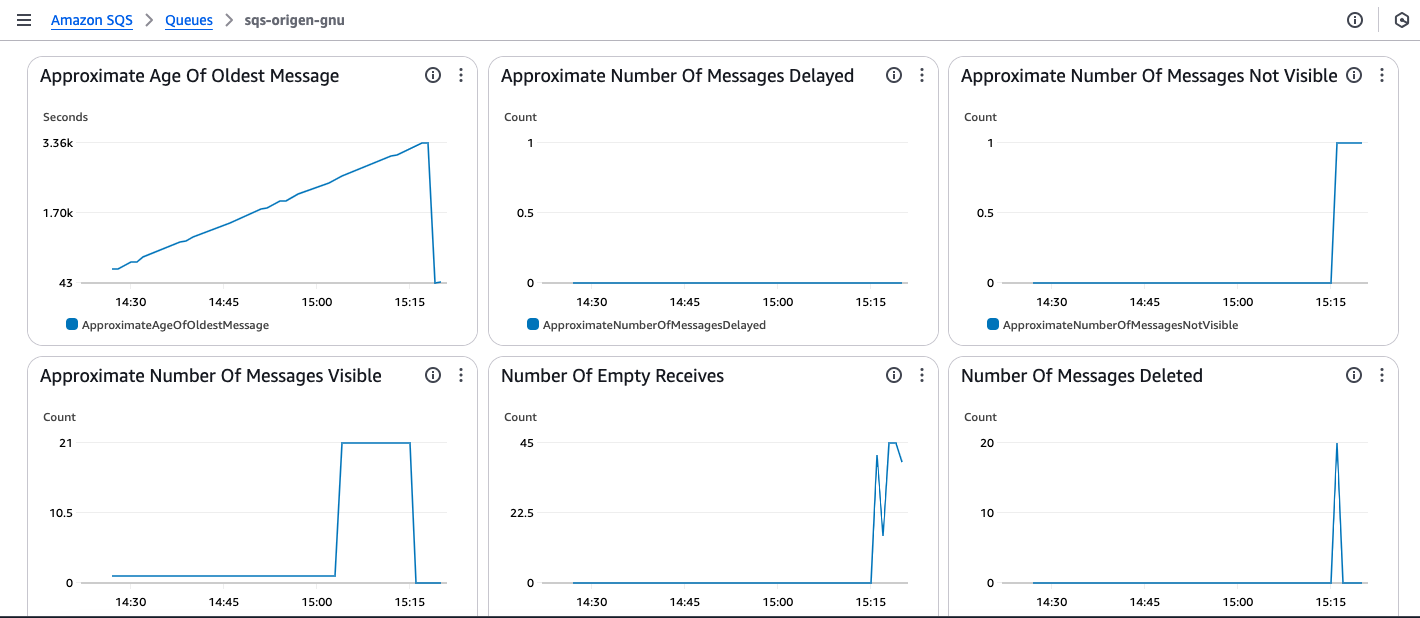 Amazon SQS > Queues > sqs-origen-gnu
Approximate Age Of Oldest Message
Seconds
3.36k
1.70k
43
14:30 14:45 15:00 15:15
ApproximateAgeOfOldestMessage
Approximate Number Of Messages Delayed
Count
1
0.5
0
14:30 14:45 15:00 15:15
ApproximateNumberOfMessagesDelayed
Approximate Number Of Messages Not Visible
Count
1
0.5
0
14:30 14:45 15:00 15:15
ApproximateNumberOfMessagesNotVisible
Approximate Number Of Messages Visible
Count
21
10.5
0
14:30 14:45 15:00 15:15
Number Of Empty Receives
Count
45
22.5
0
14:30 14:45 15:00 15:15
Number Of Messages Deleted
Count
20
10
0
14:30 14:45 15:00 15:15